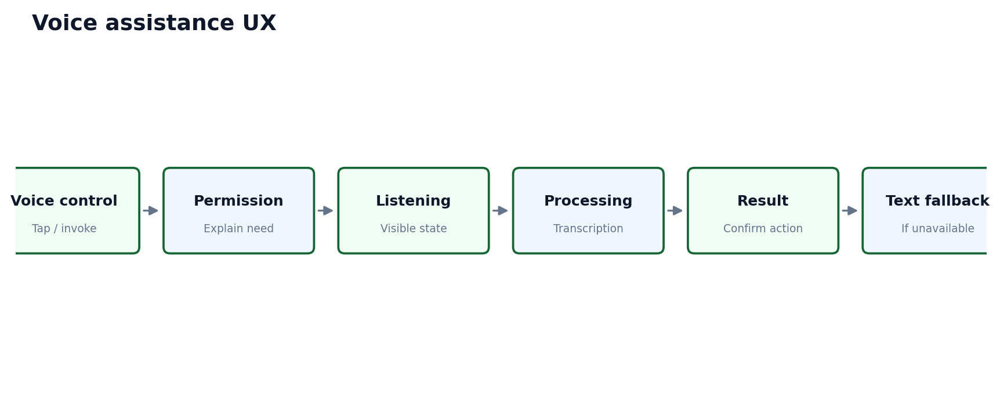 Voice assistance UX
Voice control
Tap / invoke
Permission
Explain need
Listening
Visible state
Processing
Transcription
Result
Confirm action
Text fallback
If unavailable